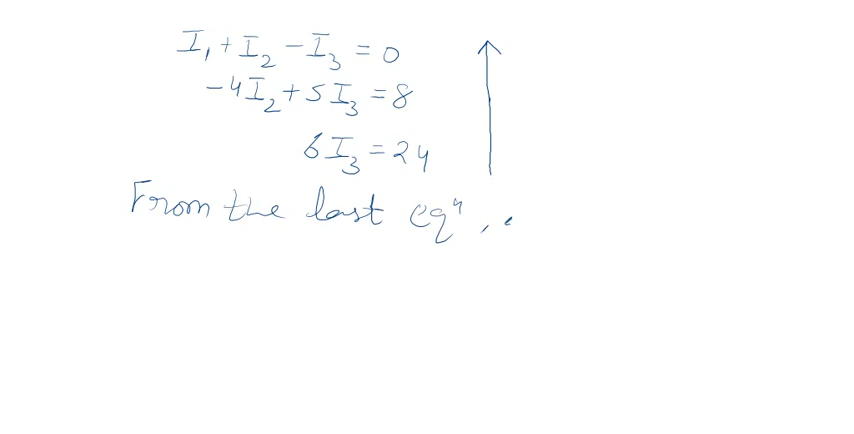 I₁ + I₂ - I₃ = 0
-4I₂ + 5I₃ = 8
6I₃ = 24
From the last eqⁿ,